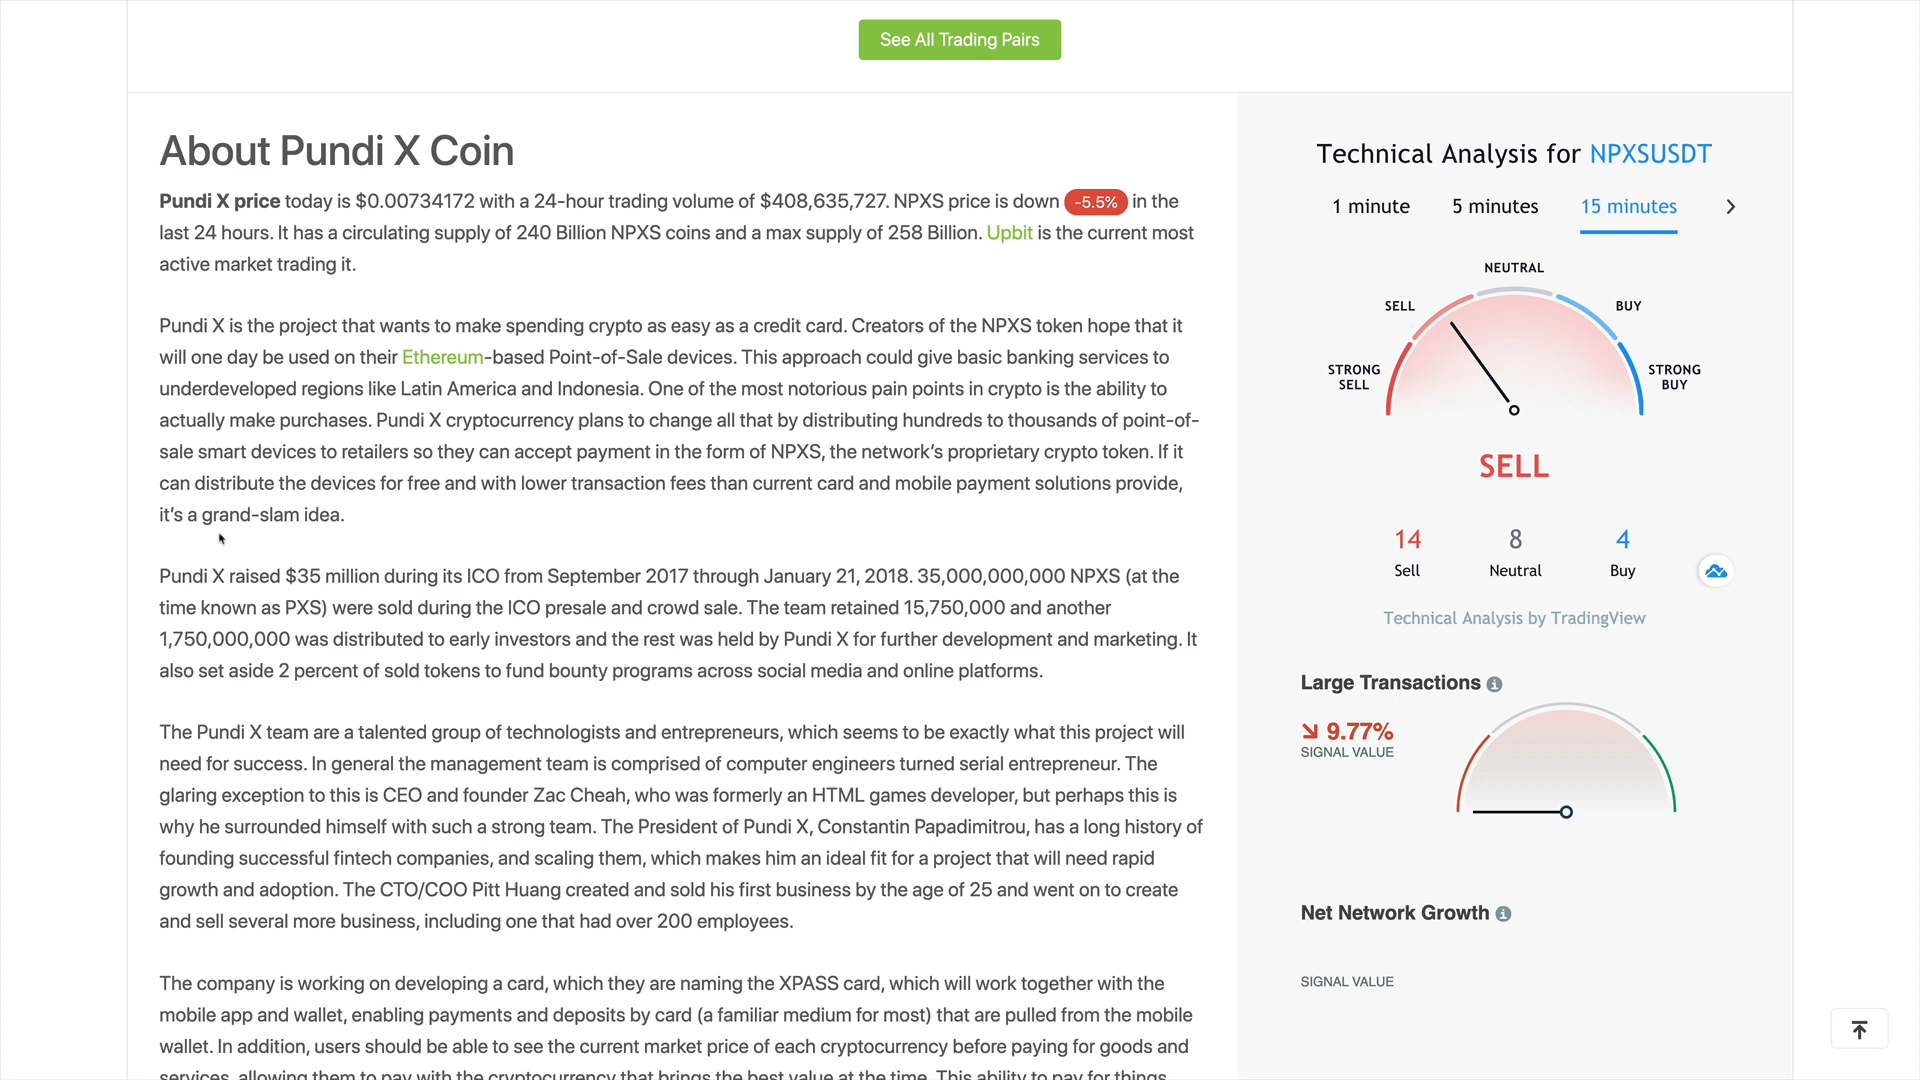 See All Trading Pairs
About Pundi X Coin
Pundi X price today is $0.00734172 with a 24-hour trading volume of $408,635,727. NPXS price is down -5.5% in the
last 24 hours. It has a circulating supply of 240 Billion NPXS coins and a max supply of 258 Billion. Upbit is the current most
active market trading it.
Pundi X is the project that wants to make spending crypto as easy as a credit card. Creators of the NPXS token hope that it
will one day be used on their Ethereum-based Point-of-Sale devices. This approach could give basic banking services to
underdeveloped regions like Latin America and Indonesia. One of the most notorious pain points in crypto is the ability to
actually make purchases. Pundi X cryptocurrency plans to change all that by distributing hundreds to thousands of point-of-
sale smart devices to retailers so they can accept payment in the form of NPXS, the network's proprietary crypto token. If it
can distribute the devices for free and with lower transaction fees than current card and mobile payment solutions provide,
it's a grand-slam idea.
Pundi X raised $35 million during its ICO from September 2017 through January 21, 2018. 35,000,000,000 NPXS (at the
time known as PXS) were sold during the ICO presale and crowd sale. The team retained 15,750,000 and another
1,750,000,000 was distributed to early investors and the rest was held by Pundi X for further development and marketing. It
also set aside 2 percent of sold tokens to fund bounty programs across social media and online platforms.
The Pundi X team are a talented group of technologists and entrepreneurs, which seems to be exactly what this project will
need for success. In general the management team is comprised of computer engineers turned serial entrepreneur. The
glaring exception to this is CEO and founder Zac Cheah, who was formerly an HTML games developer, but perhaps this is
why he surrounded himself with such a strong team. The President of Pundi X, Constantin Papadimitrou, has a long history of
founding successful fintech companies, and scaling them, which makes him an ideal fit for a project that will need rapid
growth and adoption. The CTO/COO Pitt Huang created and sold his first business by the age of 25 and went on to create
and sell several more business, including one that had over 200 employees.
The company is working on developing a card, which they are naming the XPASS card, which will work together with the
mobile app and wallet, enabling payments and deposits by card (a familiar medium for most) that are pulled from the mobile
wallet. In addition, users should be able to see the current market price of each cryptocurrency before paying for goods and
services, allowing them to pay with the cryptocurrency that brings the best value at the time. This ability to pay for things
Technical Analysis for NPXSUSDT
1 minute 5 minutes 15 minutes
NEUTRAL
SELL BUY
STRONG SELL STRONG BUY
SELL
14 8 4
Sell Neutral Buy
Technical Analysis by TradingView
Large Transactions
9.77%
SIGNAL VALUE
Net Network Growth
SIGNAL VALUE